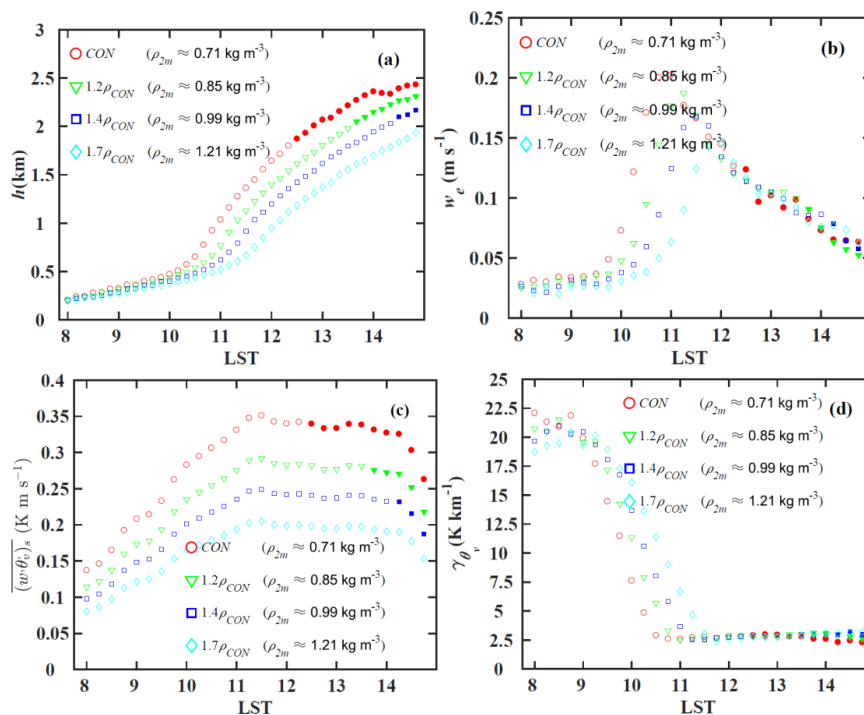 (a)
CON (ρ2m ≈ 0.71 kg m-3)
1.2ρCON (ρ2m ≈ 0.85 kg m-3)
1.4ρCON (ρ2m ≈ 0.99 kg m-3)
1.7ρCON (ρ2m ≈ 1.21 kg m-3)
h(km)
3
2.5
2
1.5
1
0.5
0
8 9 10 11 12 13 14
LST
(b)
CON (ρ2m ≈ 0.71 kg m-3)
1.2ρCON (ρ2m ≈ 0.85 kg m-3)
1.4ρCON (ρ2m ≈ 0.99 kg m-3)
1.7ρCON (ρ2m ≈ 1.21 kg m-3)
we (m s-1)
0.25
0.20
0.15
0.1
0.05
0
8 9 10 11 12 13 14
LST
(c)
(w'θ'v)s (K m s−1)
0.4
0.35
0.3
0.25
0.2
0.15
0.1
0.05
0
CON (ρ2m ≈ 0.71 kg m-3)
1.2ρCON (ρ2m ≈ 0.85 kg m-3)
1.4ρCON (ρ2m ≈ 0.99 kg m-3)
1.7ρCON (ρ2m ≈ 1.21 kg m-3)
8 9 10 11 12 13 14
LST
(d)
CON (ρ2m ≈ 0.71 kg m-3)
1.2ρCON (ρ2m ≈ 0.85 kg m-3)
1.4ρCON (ρ2m ≈ 0.99 kg m-3)
1.7ρCON (ρ2m ≈ 1.21 kg m-3)
γθv (K km-1)
25
22.5
20
17.5
15
12.5
10
7.5
5
2.5
0
8 9 10 11 12 13 14
LST